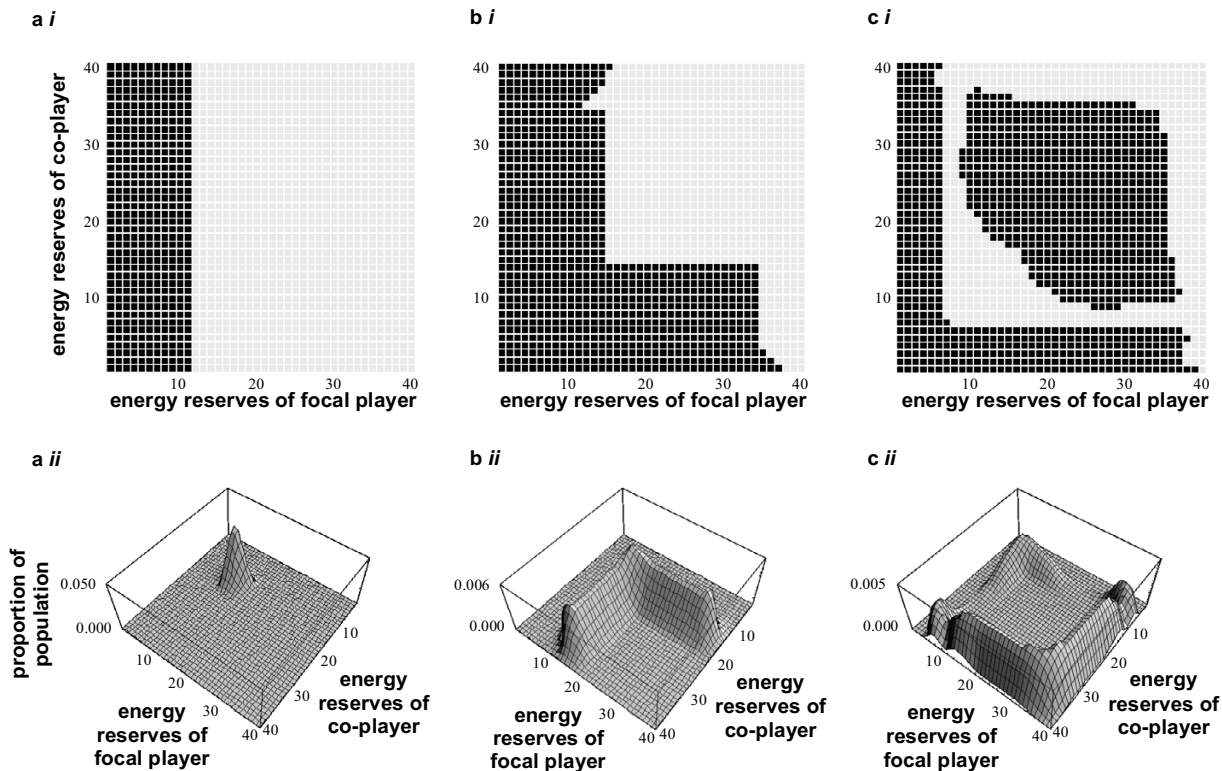 a i
b i
c i
energy reserves of co-player
40
30
20
10
10
20
30
40
energy reserves of focal player
40
30
20
10
10
20
30
40
energy reserves of focal player
40
30
20
10
10
20
30
40
energy reserves of focal player
a ii
b ii
c ii
proportion of
population
0.050
0.000
10
20
30
40
energy
reserves of
focal player
10
20
30
40
energy
reserves of
co-player
0.006
0.000
10
20
30
40
energy
reserves of
focal player
10
20
30
40
energy
reserves of
co-player
0.005
0.000
10
20
30
40
energy
reserves of
focal player
10
20
30
40
energy
reserves of
co-player